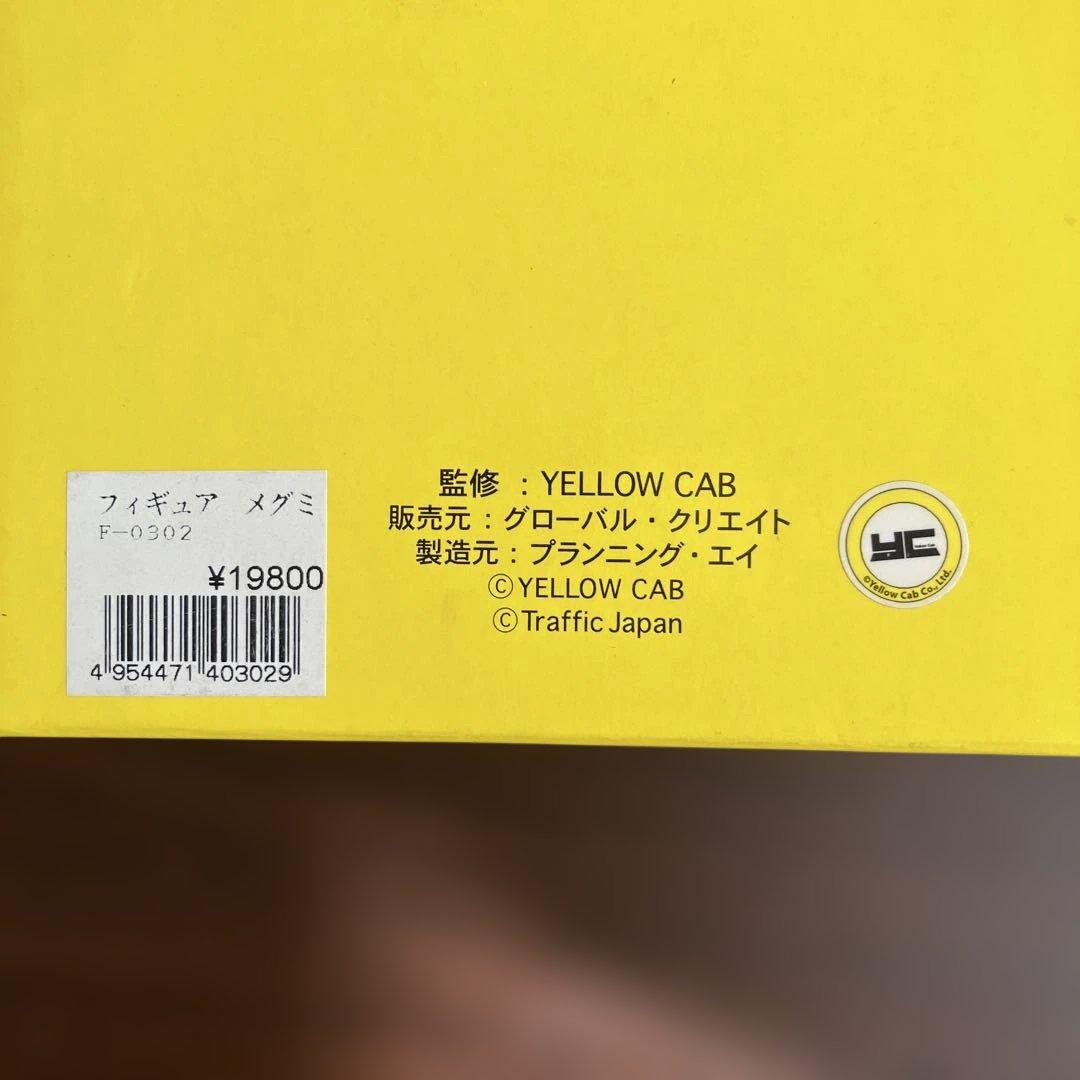 フィギュア　メグミ
F-0302
¥19800
4 954471 403029
監修 : YELLOW CAB
販売元 : グローバル・クリエイト
製造元 : プランニング・エイ
©YELLOW CAB
©Traffic Japan
YC
Yellow Cab
©Yellow Cab Co., Ltd.